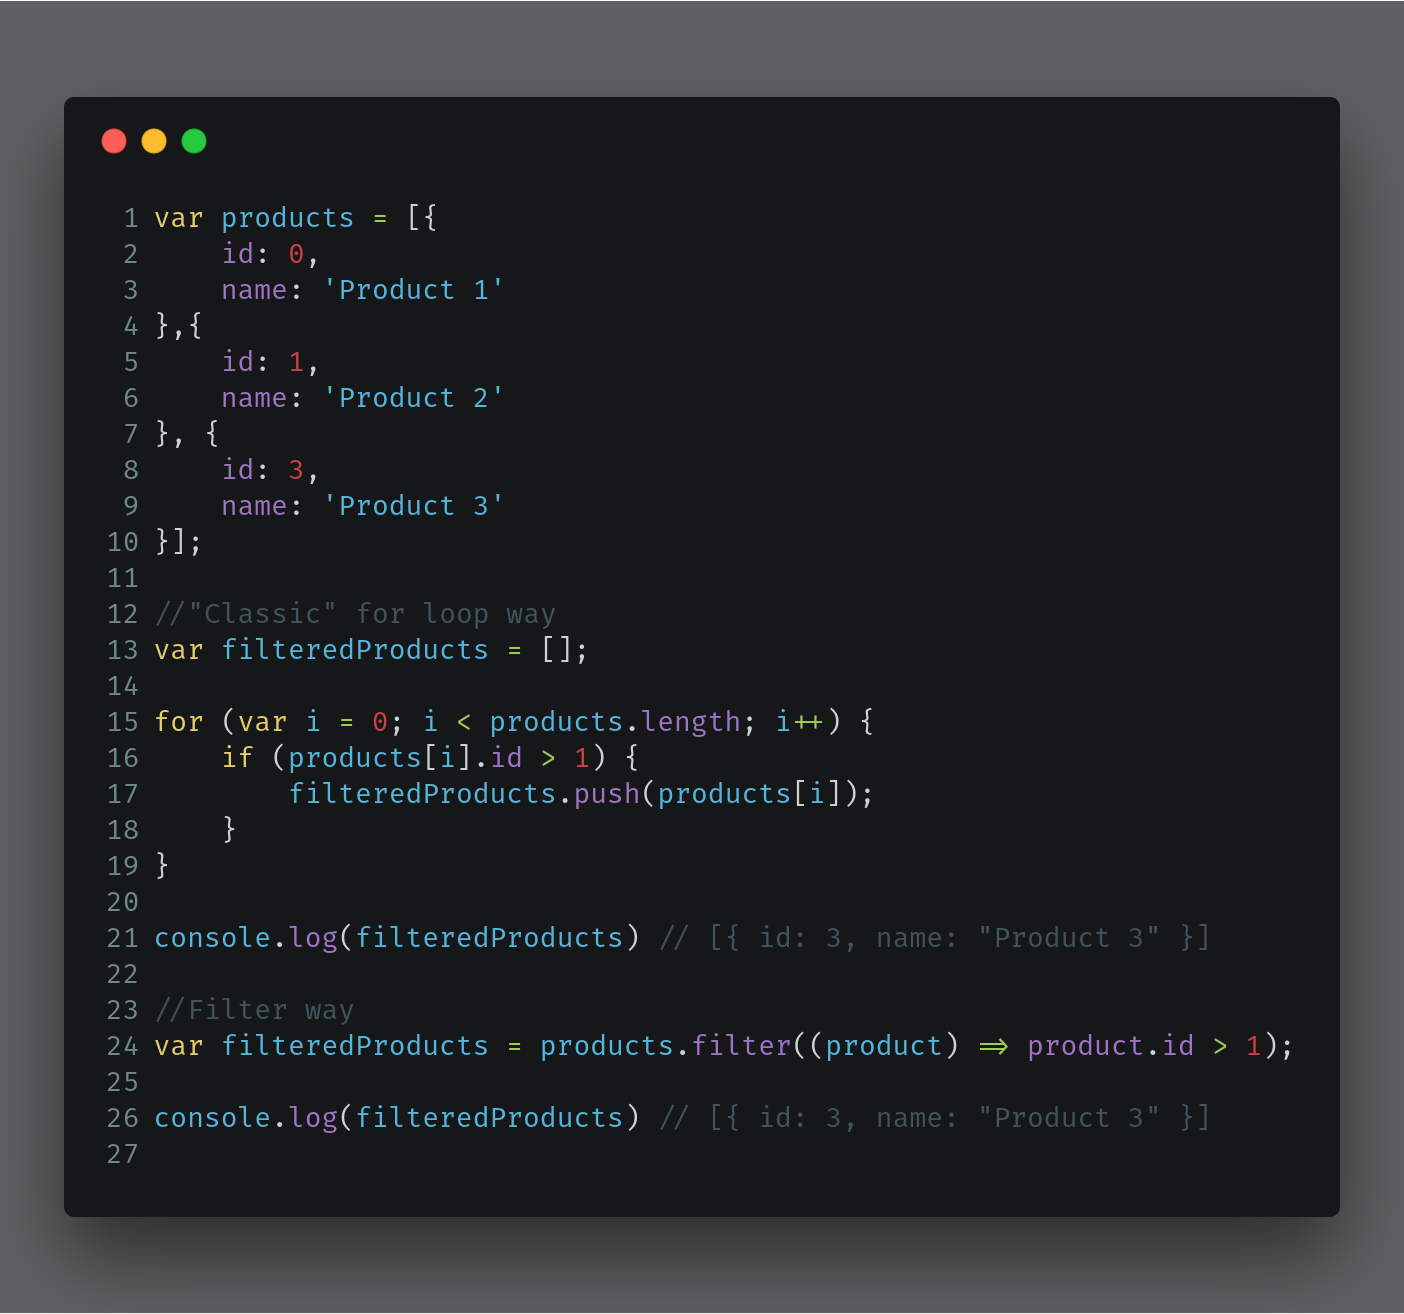 1 var products = [{
2     id: 0,
3     name: 'Product 1'
4 },{
5     id: 1,
6     name: 'Product 2'
7 }, {
8     id: 3,
9     name: 'Product 3'
10 }];
11
12 //"Classic" for loop way
13 var filteredProducts = [];
14
15 for (var i = 0; i < products.length; i++) {
16     if (products[i].id > 1) {
17         filteredProducts.push(products[i]);
18     }
19 }
20
21 console.log(filteredProducts) // [{ id: 3, name: "Product 3" }]
22
23 //Filter way
24 var filteredProducts = products.filter((product) => product.id > 1);
25
26 console.log(filteredProducts) // [{ id: 3, name: "Product 3" }]
27